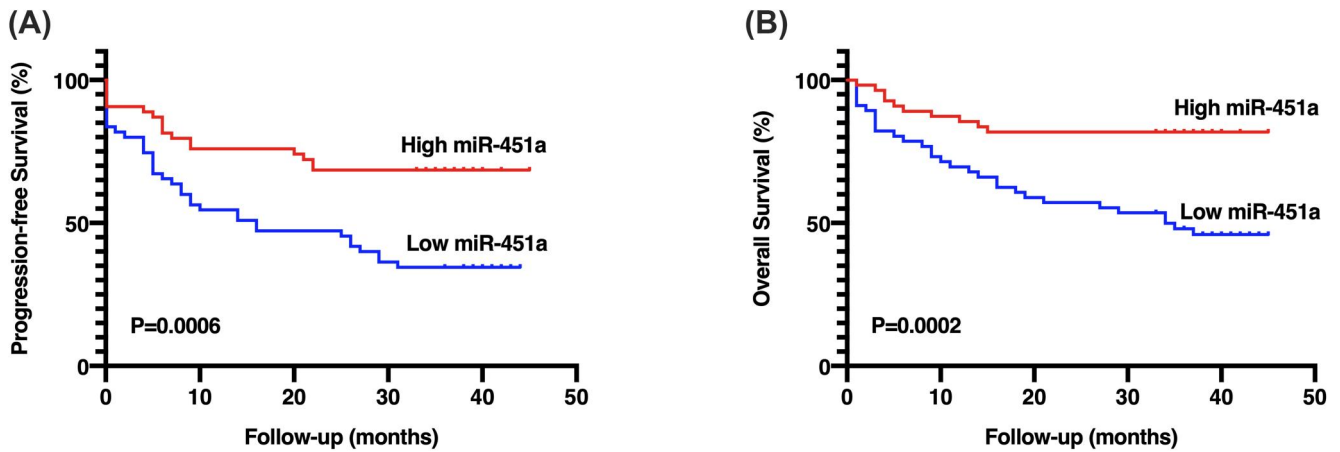 (A)
Progression-free Survival (%)
100
50
0
High miR-451a
Low miR-451a
P=0.0006
0 10 20 30 40 50
Follow-up (months)
(B)
Overall Survival (%)
100
50
0
High miR-451a
Low miR-451a
P=0.0002
0 10 20 30 40 50
Follow-up (months)